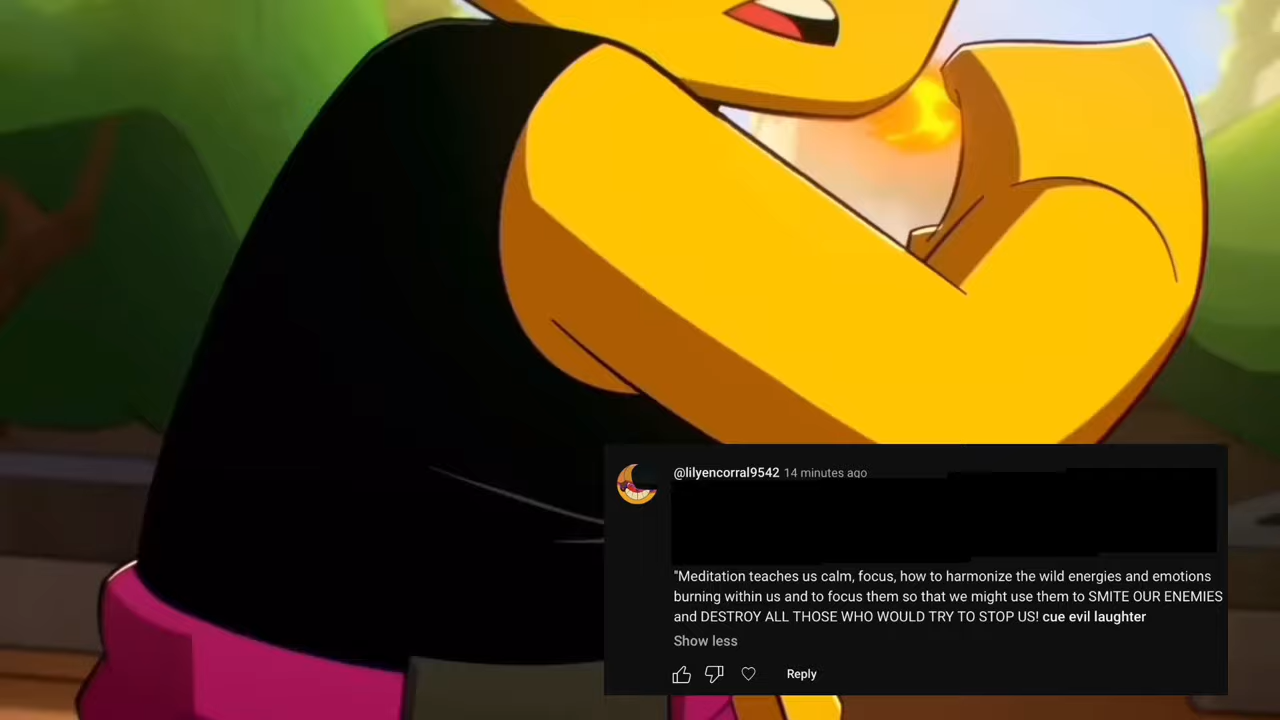 @lilyencorral9542 14 minutes ago
"Meditation teaches us calm, focus, how to harmonize the wild energies and emotions
burning within us and to focus them so that we might use them to SMITE OUR ENEMIES
and DESTROY ALL THOSE WHO WOULD TRY TO STOP US! cue evil laughter
Show less
Reply